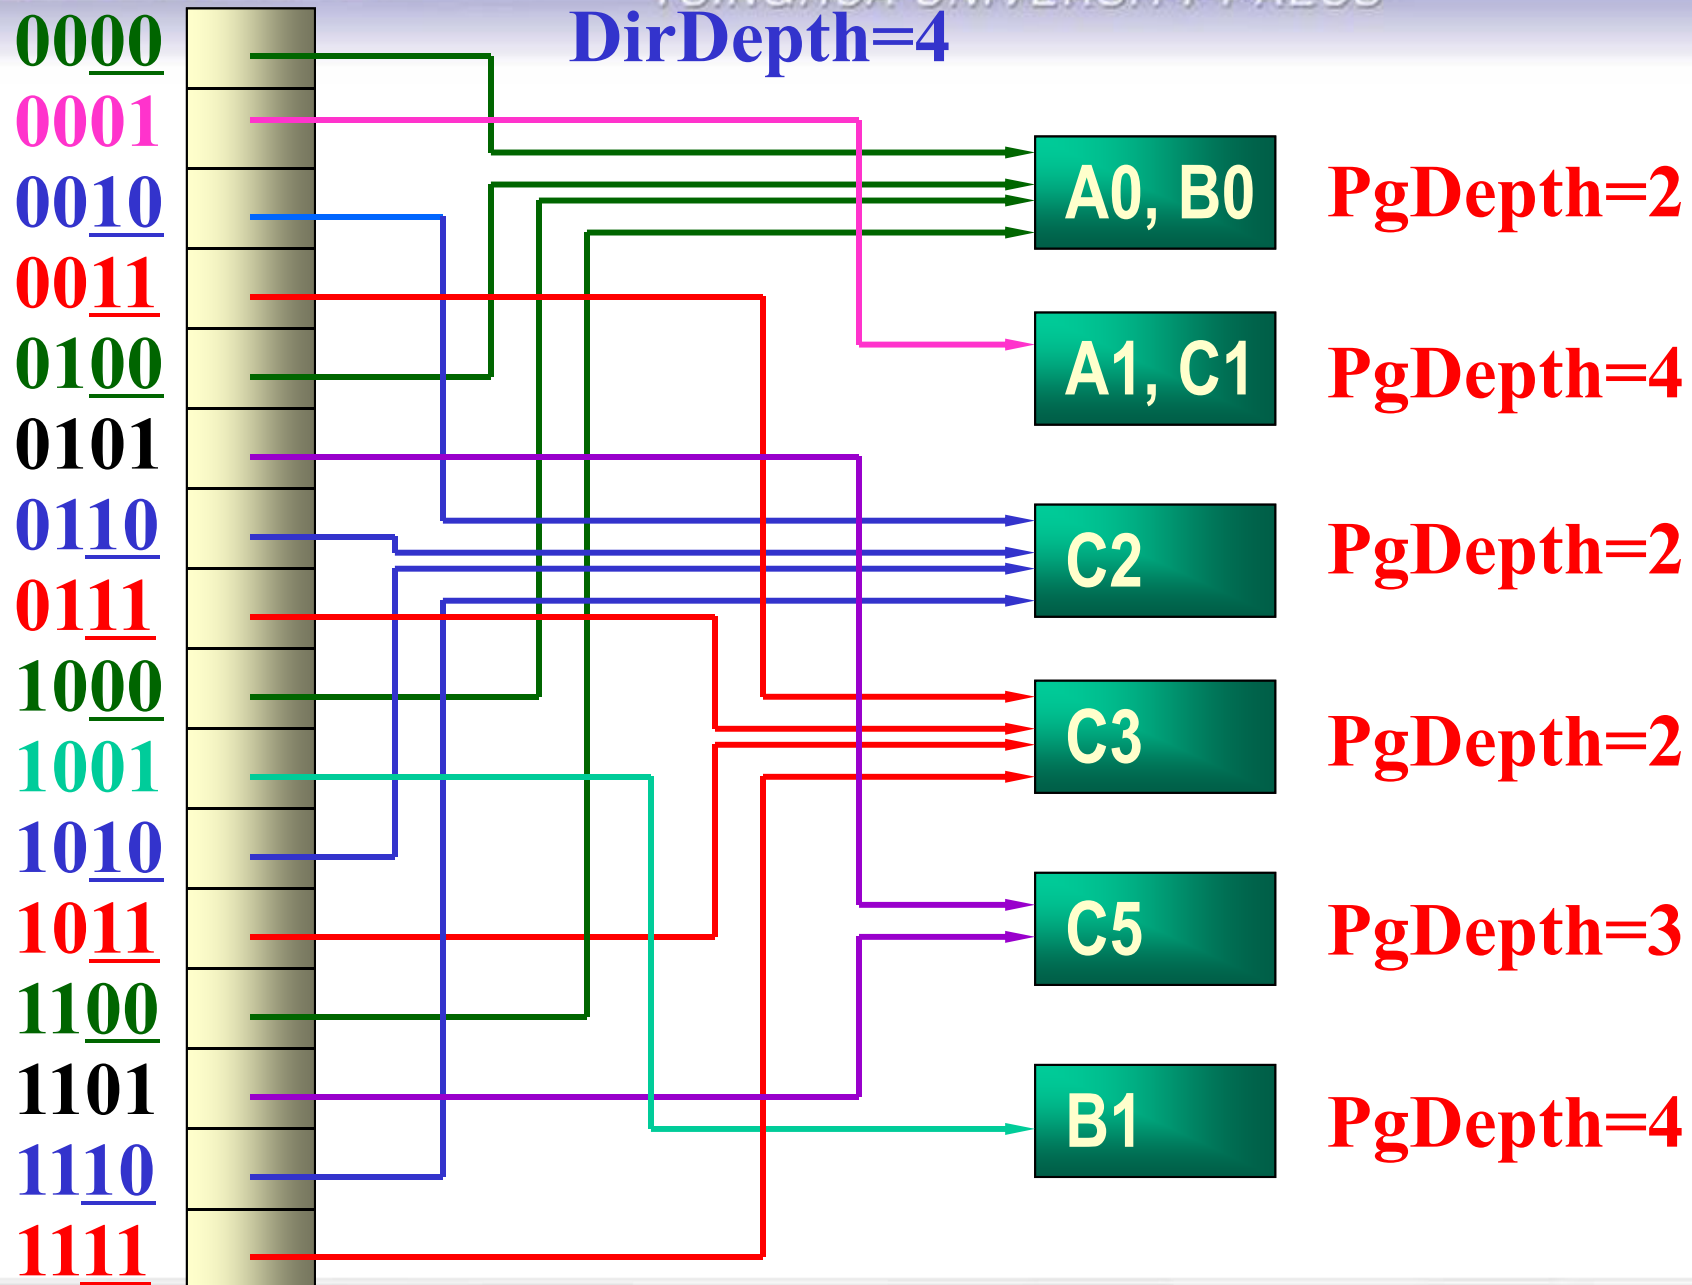 DirDepth=4
0000
0001
0010
0011
0100
0101
0110
0111
1000
1001
1010
1011
1100
1101
1110
1111
A0, B0 PgDepth=2
A1, C1 PgDepth=4
C2 PgDepth=2
C3 PgDepth=2
C5 PgDepth=3
B1 PgDepth=4